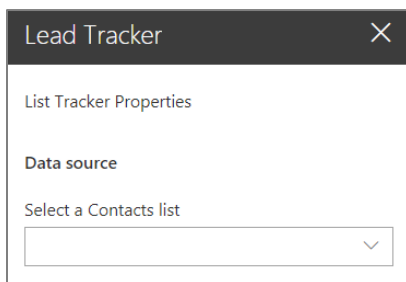 Lead Tracker
List Tracker Properties
Data source
Select a Contacts list